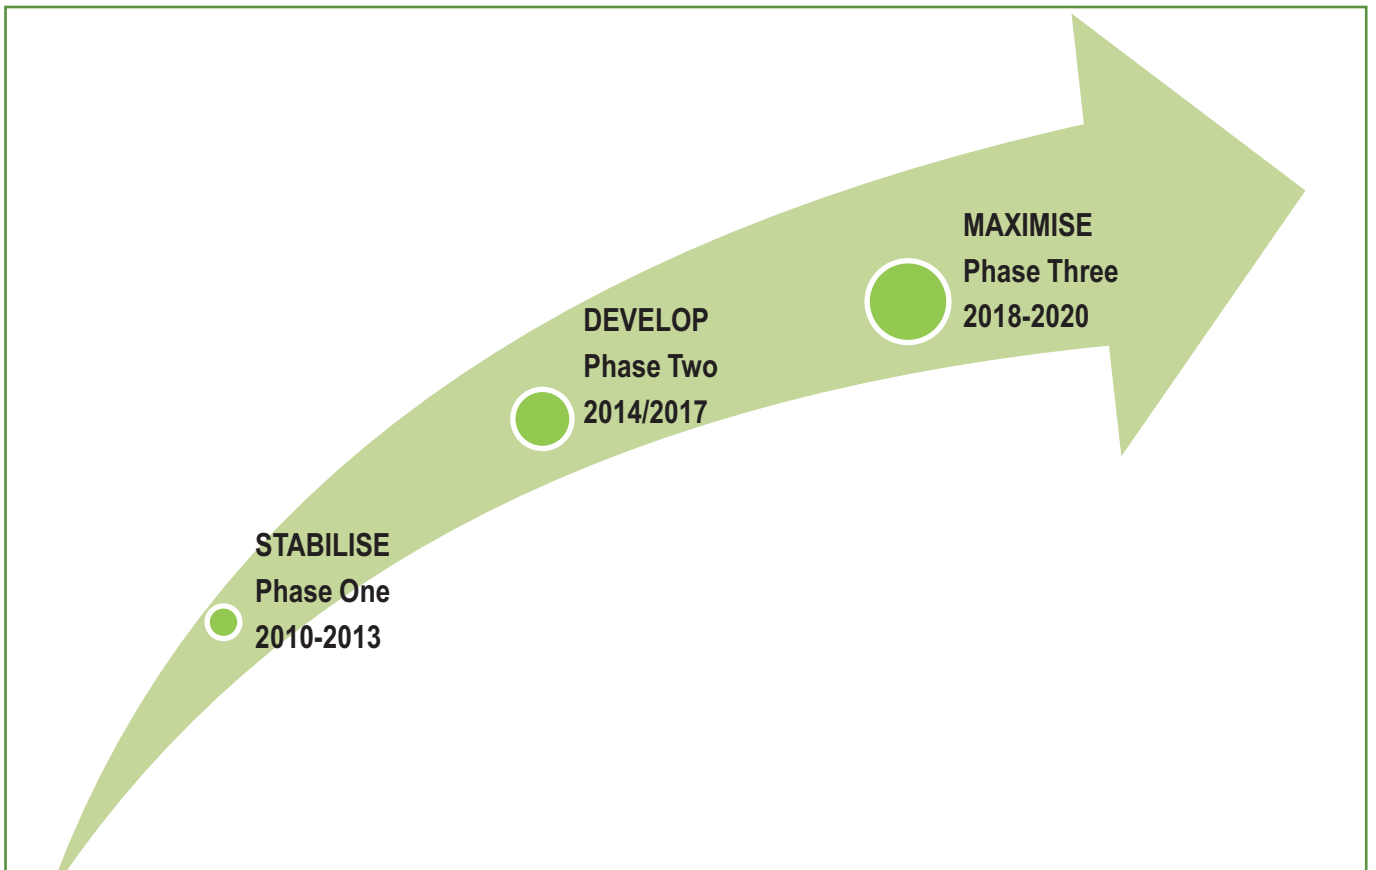 MAXIMISE
Phase Three
2018-2020
DEVELOP
Phase Two
2014/2017
STABILISE
Phase One
2010-2013